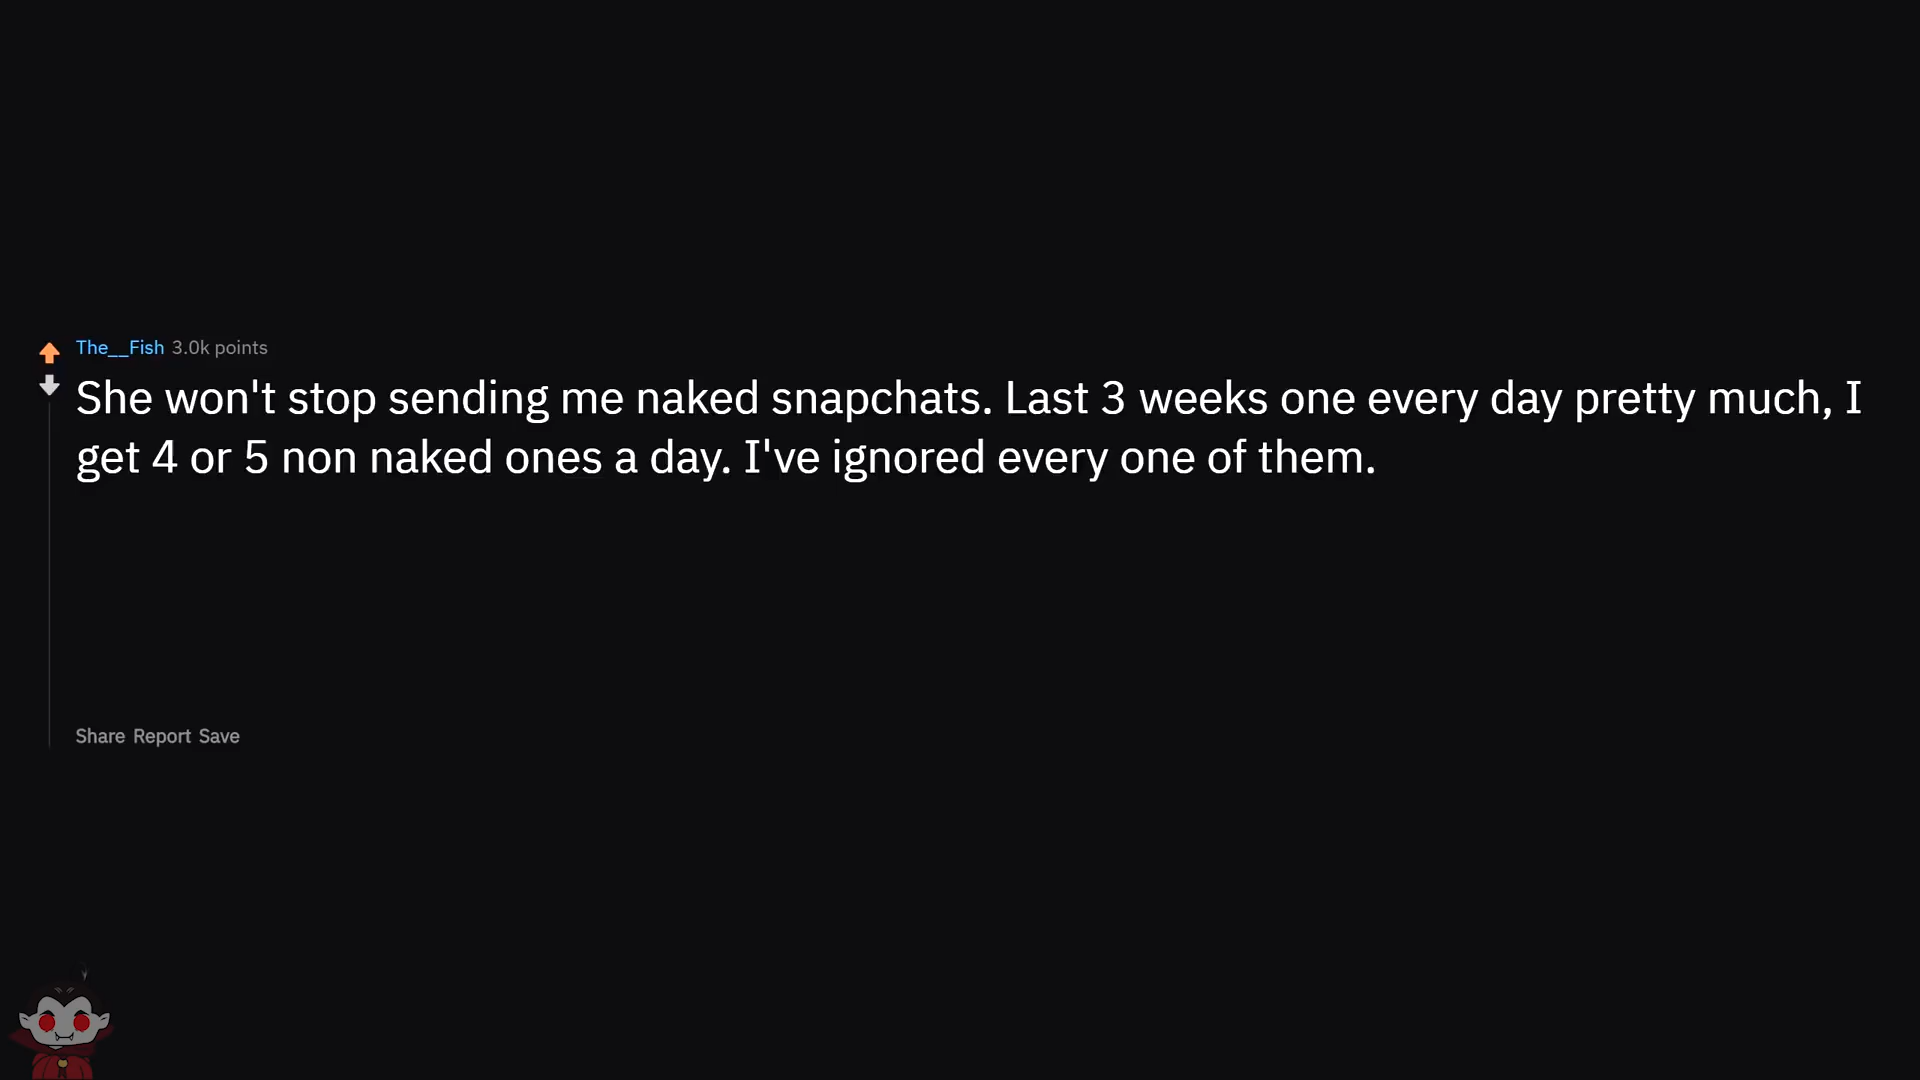 The__Fish 3.0k points
She won't stop sending me naked snapchats. Last 3 weeks one every day pretty much, I
get 4 or 5 non naked ones a day. I've ignored every one of them.
Share Report Save